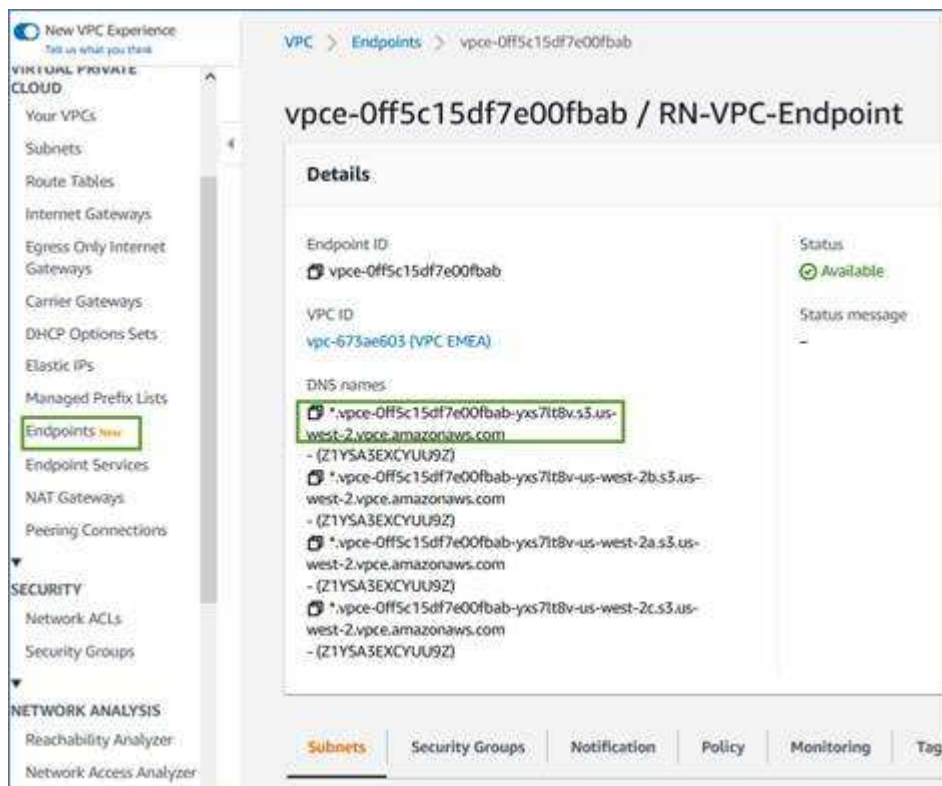 New VPC Experience
Tell us what you think
VIRTUAL PRIVATE
CLOUD
Your VPCs
Subnets
Route Tables
Internet Gateways
Egress Only Internet
Gateways
Carrier Gateways
DHCP Options Sets
Elastic IPs
Managed Prefix Lists
Endpoints New
Endpoint Services
NAT Gateways
Peering Connections
SECURITY
Network ACLs
Security Groups
NETWORK ANALYSIS
Reachability Analyzer
Network Access Analyzer
VPC > Endpoints > vpce-0ff5c15df7e00fbab
vpce-0ff5c15df7e00fbab / RN-VPC-Endpoint
Details
Endpoint ID
vpce-0ff5c15df7e00fbab
Status
Available
VPC ID
vpc-673ae603 (VPC EMEA)
Status message
-
DNS names
*.vpce-0ff5c15df7e00fbab-yxs7lt8v.s3.us-
west-2.vpce.amazonaws.com
- (Z1YSA3EXCYUU9Z)
*.vpce-0ff5c15df7e00fbab-yxs7lt8v-us-west-2b.s3.us-
west-2.vpce.amazonaws.com
- (Z1YSA3EXCYUU9Z)
*.vpce-0ff5c15df7e00fbab-yxs7lt8v-us-west-2a.s3.us-
west-2.vpce.amazonaws.com
- (Z1YSA3EXCYUU9Z)
*.vpce-0ff5c15df7e00fbab-yxs7lt8v-us-west-2c.s3.us-
west-2.vpce.amazonaws.com
- (Z1YSA3EXCYUU9Z)
Subnets
Security Groups
Notification
Policy
Monitoring
Tag